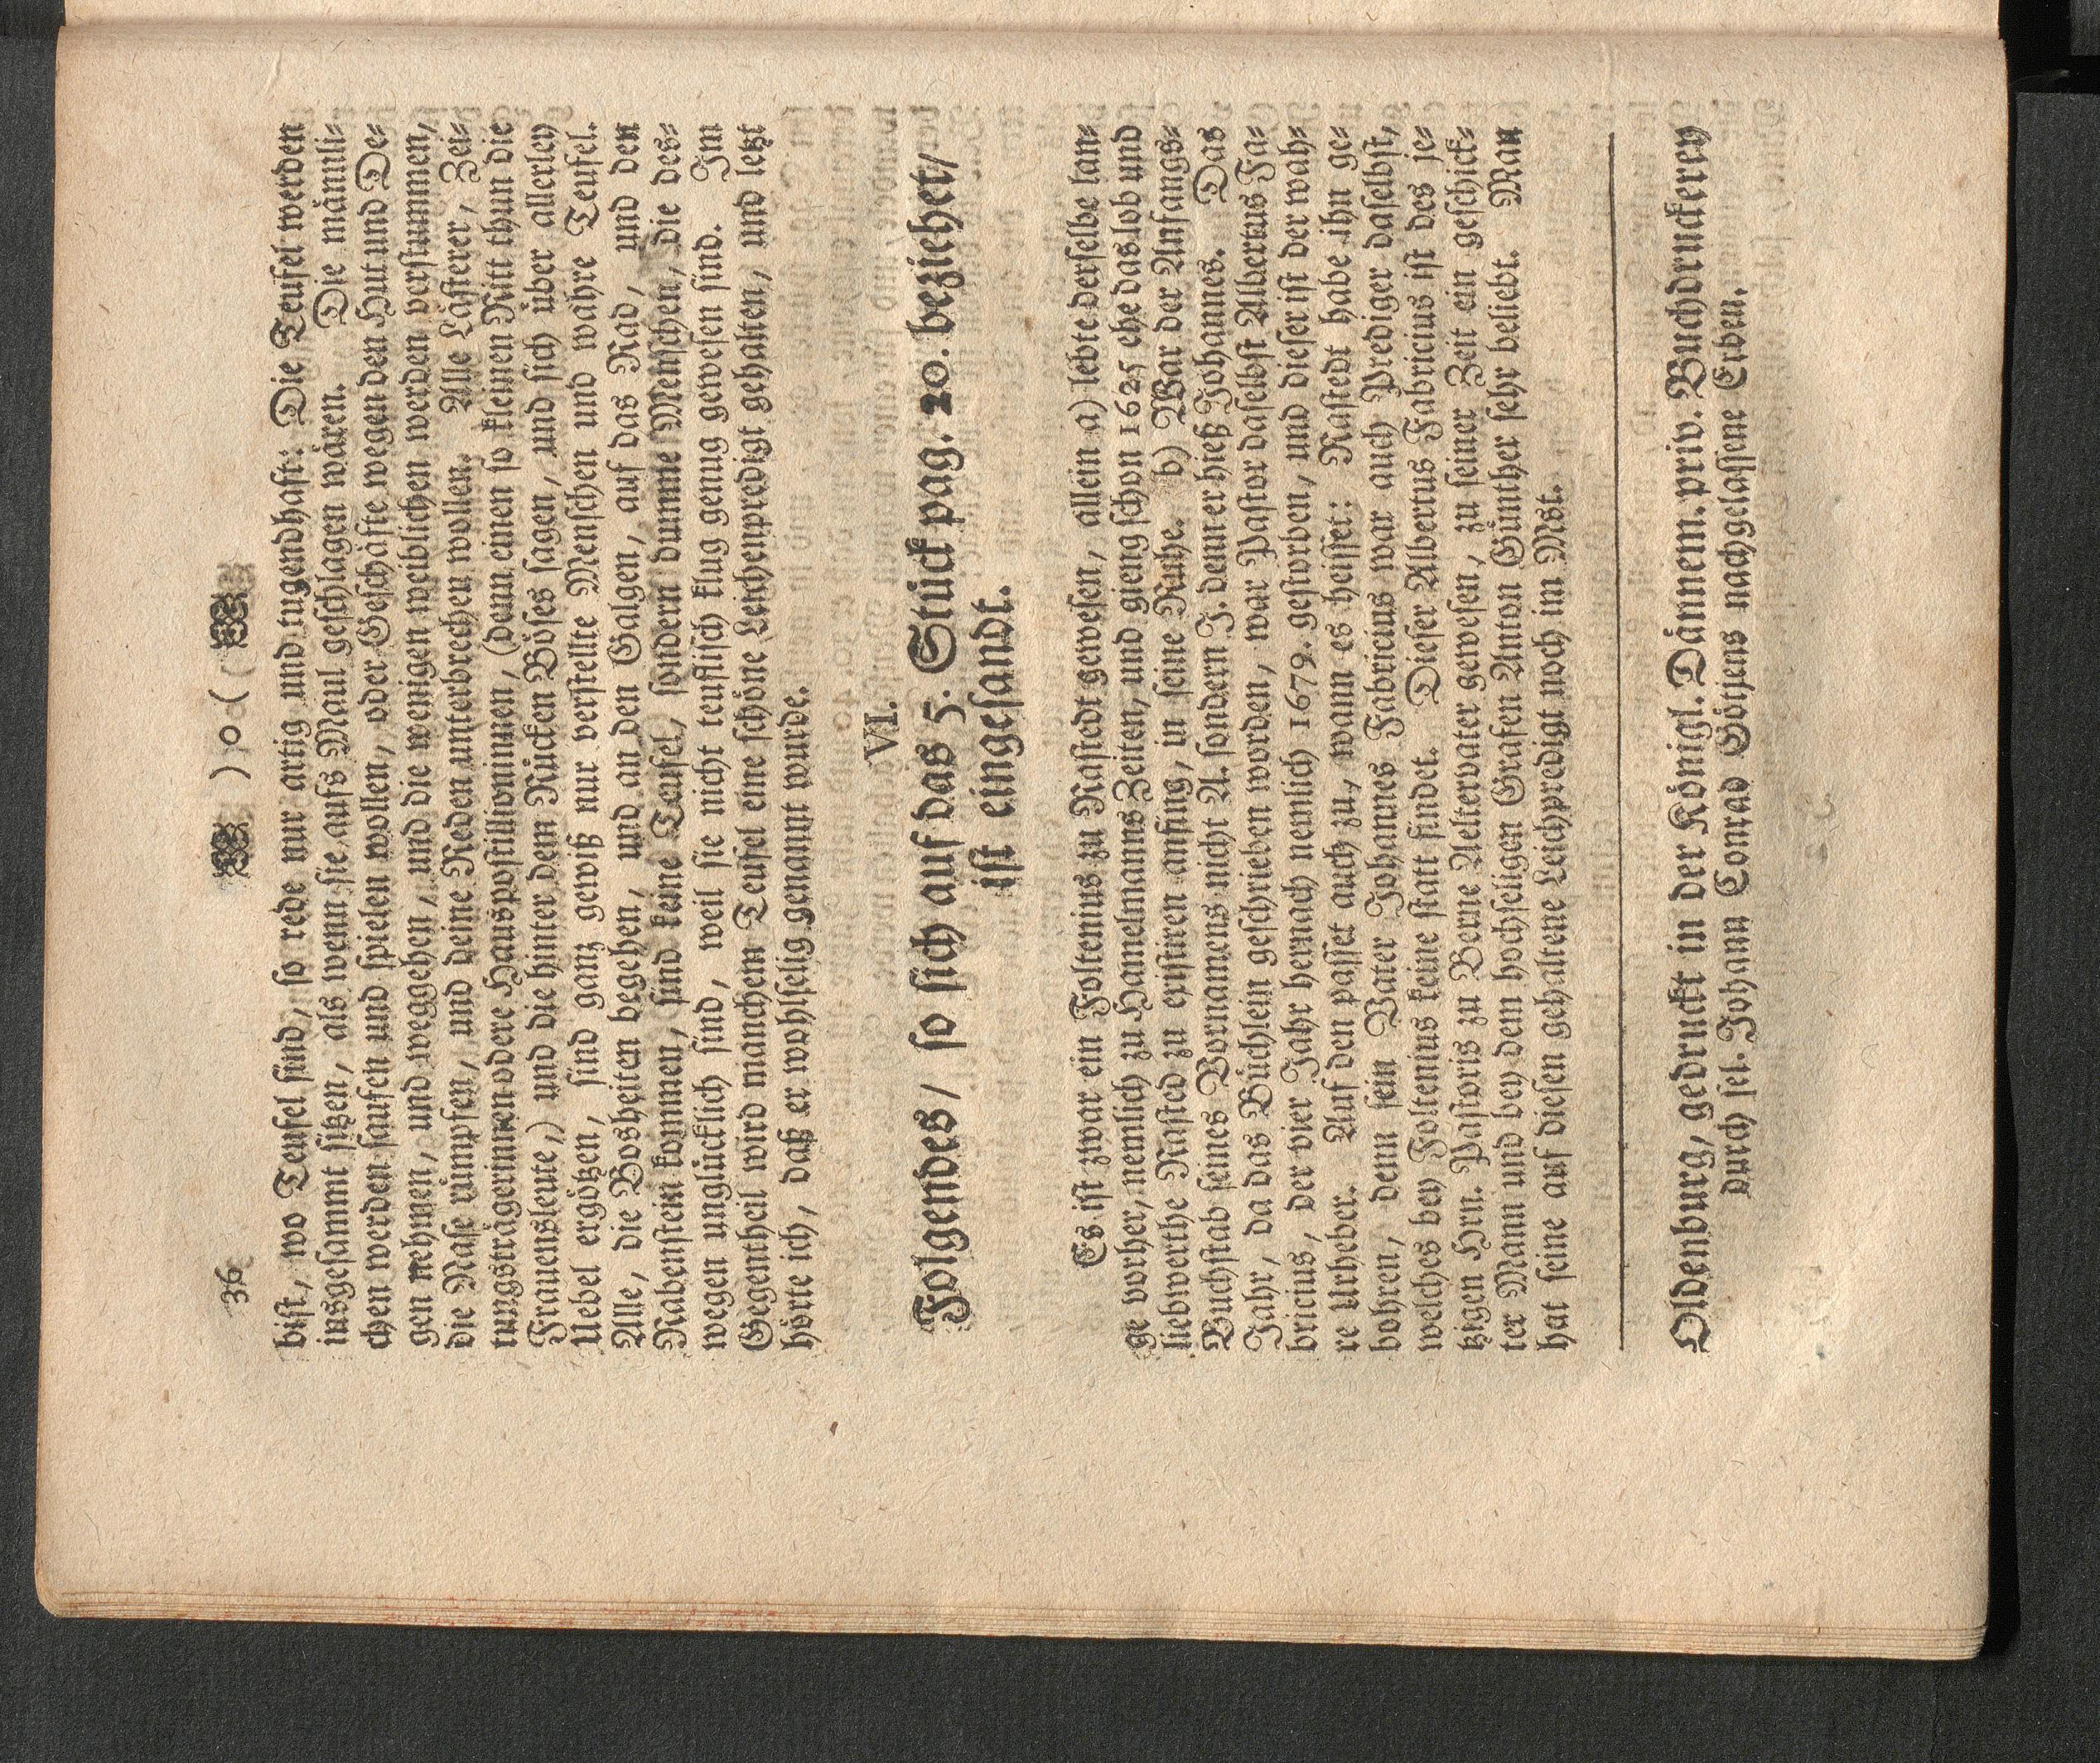 36 ) o (
bist, wo Teufel sind, so rede nur artig und tugendhaft: Die Teufel werden
insgesammt sitzen, als wenn sie aufs Maul geschlagen wären. Die männli-
chen werden saufen und spielen wollen, oder Geschäfte wegen den Hut und De-
gen nehmen, und weggehen, und die wenigen weiblichen werden verstummen,
die Nase rümpfen, und deine Reden unterbrechen wollen. Alle Lästerer, Zei-
tungsträgerinnen odere Hauspostillioninnen, (denn einen so kleinen Ritt thun die
Frauensleute,) und die hinter dem Rücken Böses sagen, und sich über allerley
Uebel ergötzen, sind ganz gewiß nur verstellte Menschen und wahre Teufel.
Alle, die Bosheiten begehen, und an den Galgen, auf das Rad, und den
Rabenstein kommen, sind keine Teufel, sondern dumme Menschen, die des-
wegen unglücklich sind, weil sie nicht teuflisch klug genug gewesen sind. Im
Gegentheil wird manchem Teufel eine schöne Leichenpredigt gehalten, und letzt
hörte ich, daß er wohlselig genannt wurde.
VI.
Folgendes, so sich auf das 5. Stück pag. 20. beziehet,
ist eingesandt.
Es ist zwar ein Foltenius zu Rastedt gewesen, allein a) lebte derselbe lan-
ge vorher, nemlich zu Hamelmanns Zeiten, und gieng schon 1625 ehe das lob und
liebwerthe Rasted zu existiren anfing, in seine Ruhe. b) War der Anfangs-
Buchstab seines Vornamens nicht A. sondern J. denn er hieß Johannes. Das
Jahr, da das Büchlein geschrieben worden, war Pastor daselbst Albertus Fa-
bricius, der vier Jahr hernach nemlich 1679. gestorben, und dieser ist der wah-
re Urheber. Auf den passet auch zu, wann es heisset: Rastedt habe ihn ge-
bohren, denn sein Vater Johannes Fabricius war auch Prediger daselbst,
welches bey Foltenius keine statt findet. Dieser Albertus Fabricius ist des je-
tzigen Hrn. Pastoris zu Berne Aeltervater gewesen, zu seiner Zeit ein geschick-
ter Mann und bey dem hochseligen Grafen Anton Günther sehr beliebt. Man
hat seine auf diesen gehaltene Leichpredigt noch im Mst.
Oldenburg, gedruckt in der Königl. Dännem. priv. Buchdruckerey
durch sel. Johann Conrad Götjens nachgelassene Erben.